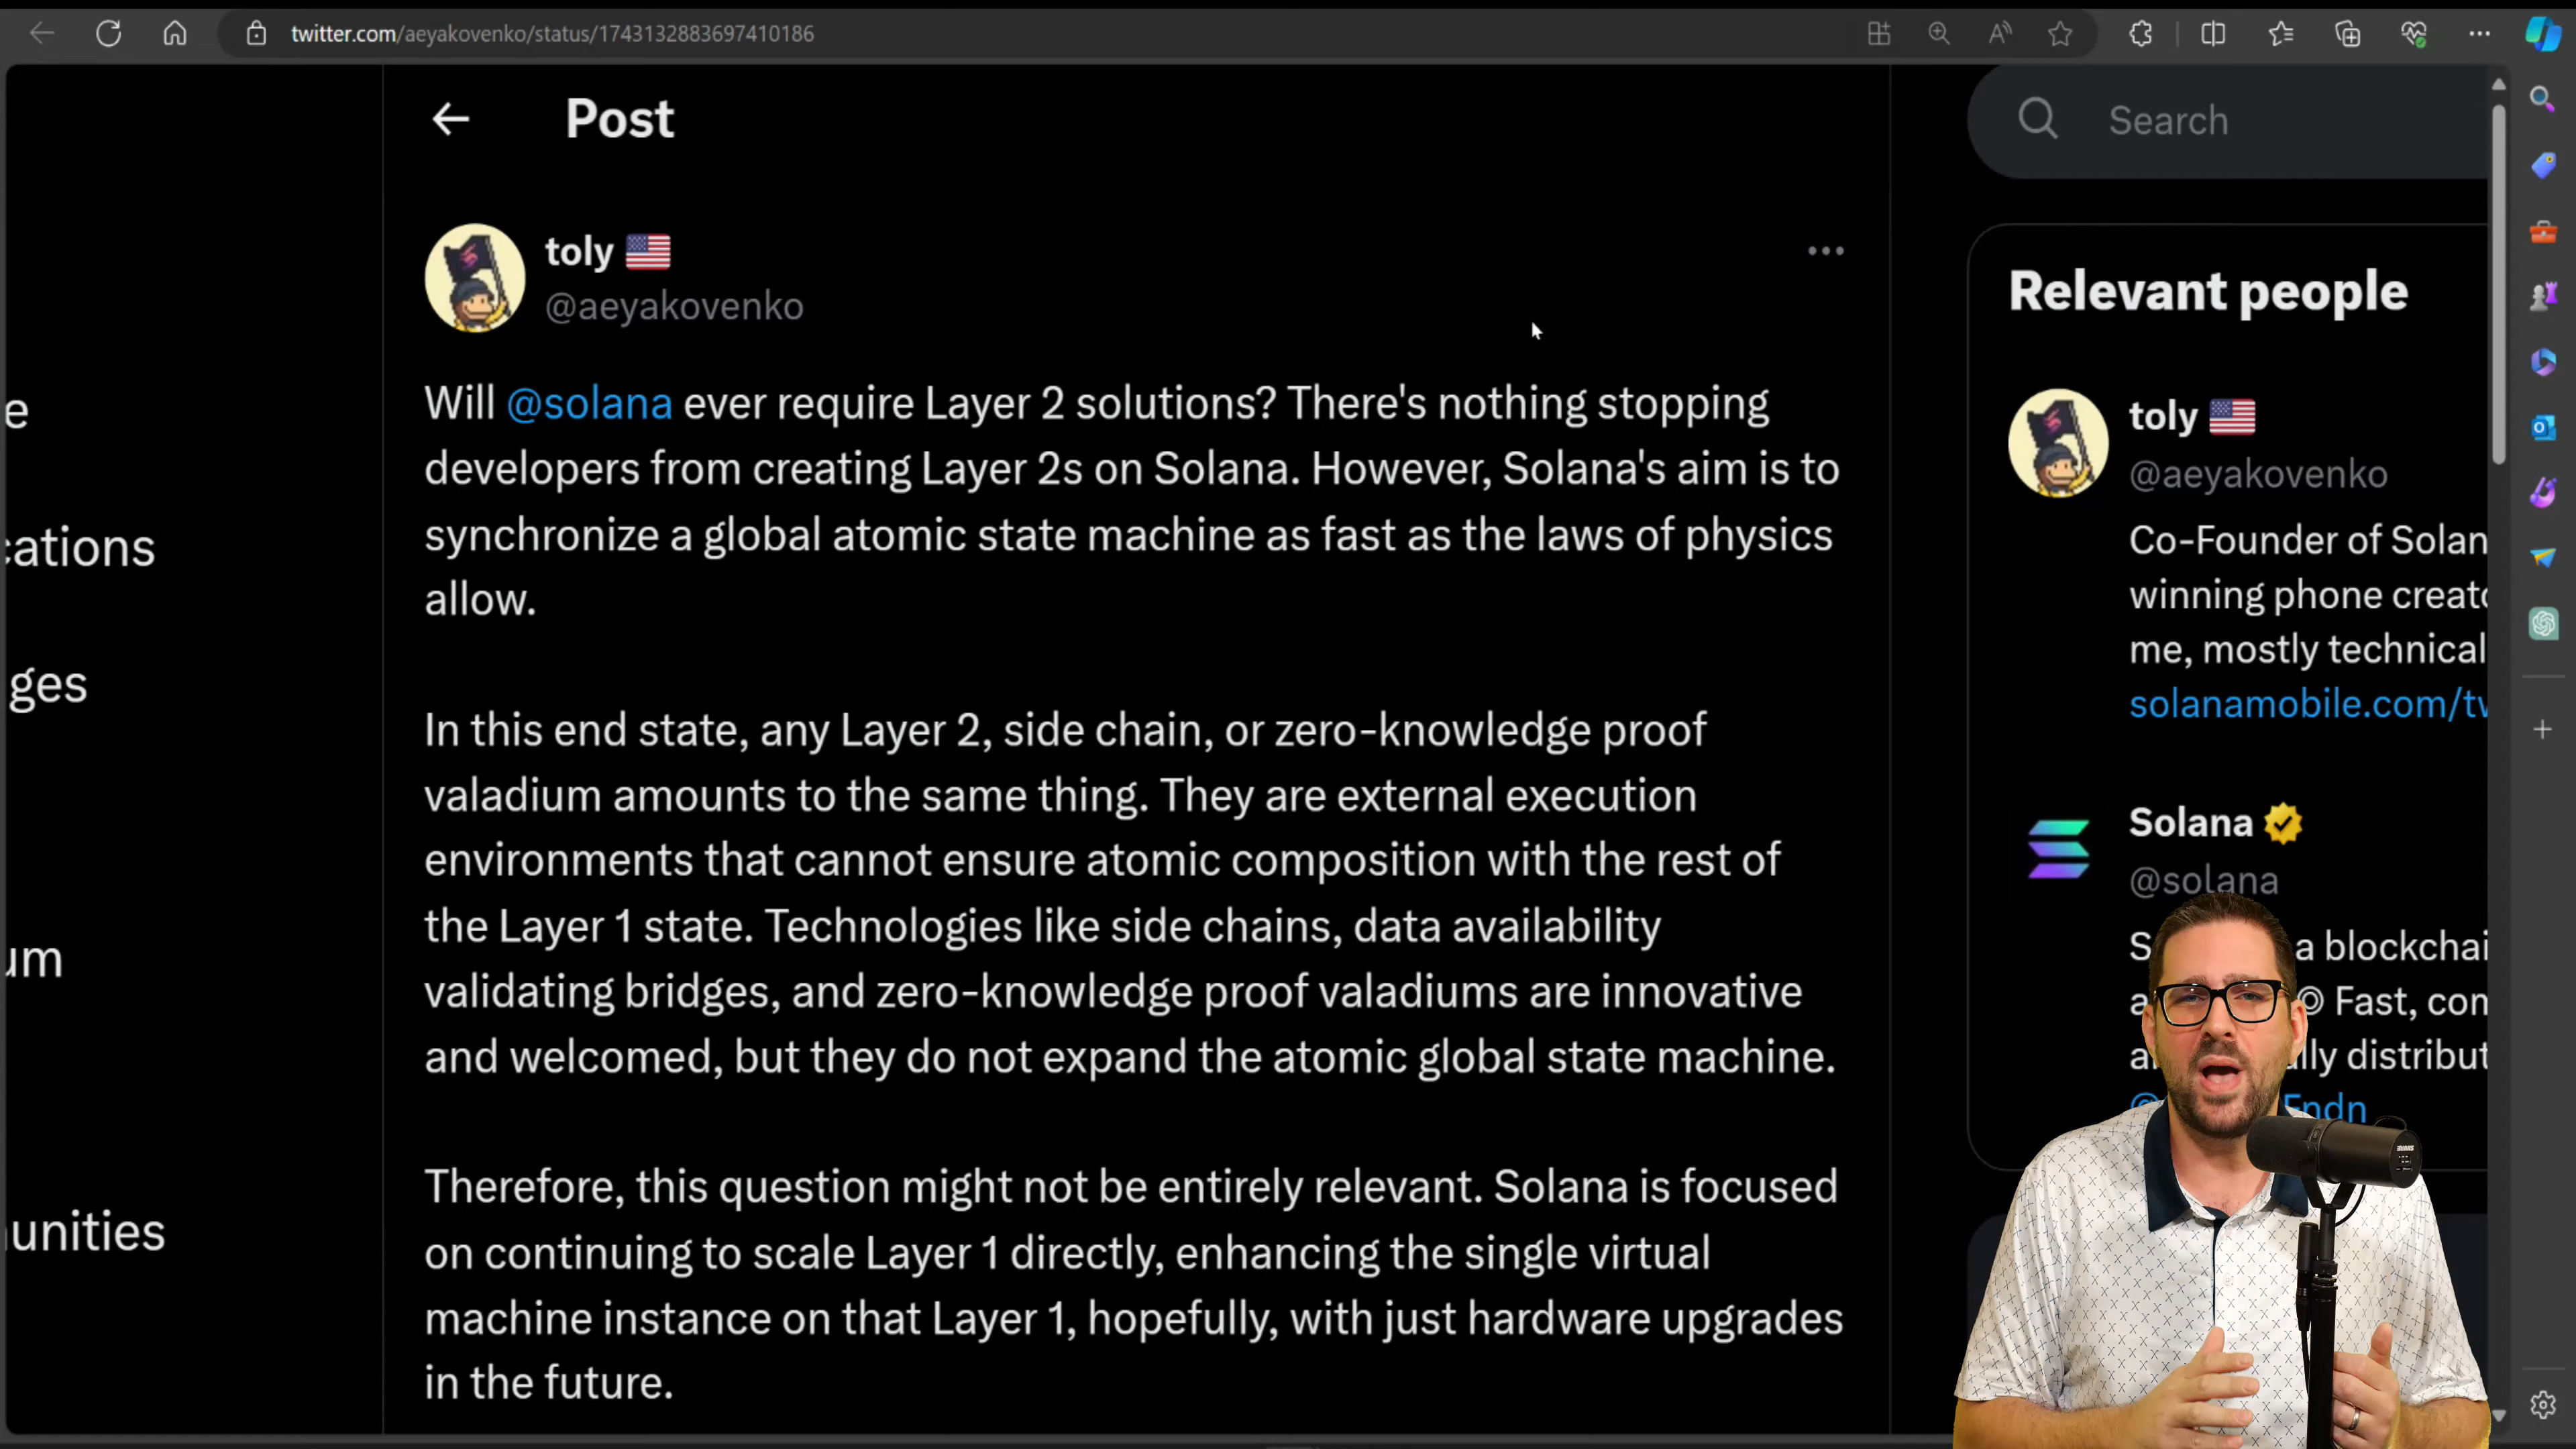 twitter.com/aeyakovenko/status/1743132883697410186
Post
toly
@aeyakovenko
Will @solana ever require Layer 2 solutions? There's nothing stopping
developers from creating Layer 2s on Solana. However, Solana's aim is to
synchronize a global atomic state machine as fast as the laws of physics
allow.
In this end state, any Layer 2, side chain, or zero-knowledge proof
valadium amounts to the same thing. They are external execution
environments that cannot ensure atomic composition with the rest of
the Layer 1 state. Technologies like side chains, data availability
validating bridges, and zero-knowledge proof valadiums are innovative
and welcomed, but they do not expand the atomic global state machine.
Therefore, this question might not be entirely relevant. Solana is focused
on continuing to scale Layer 1 directly, enhancing the single virtual
machine instance on that Layer 1, hopefully, with just hardware upgrades
in the future.
e
cations
ges
um
unities
Search
Relevant people
toly
@aeyakovenko
Co-Founder of Solan
winning phone creato
me, mostly technical
solanamobile.com/tw
Solana
@solana
S a blockchai
a Fast, com
a lly distribut
@ Fndn